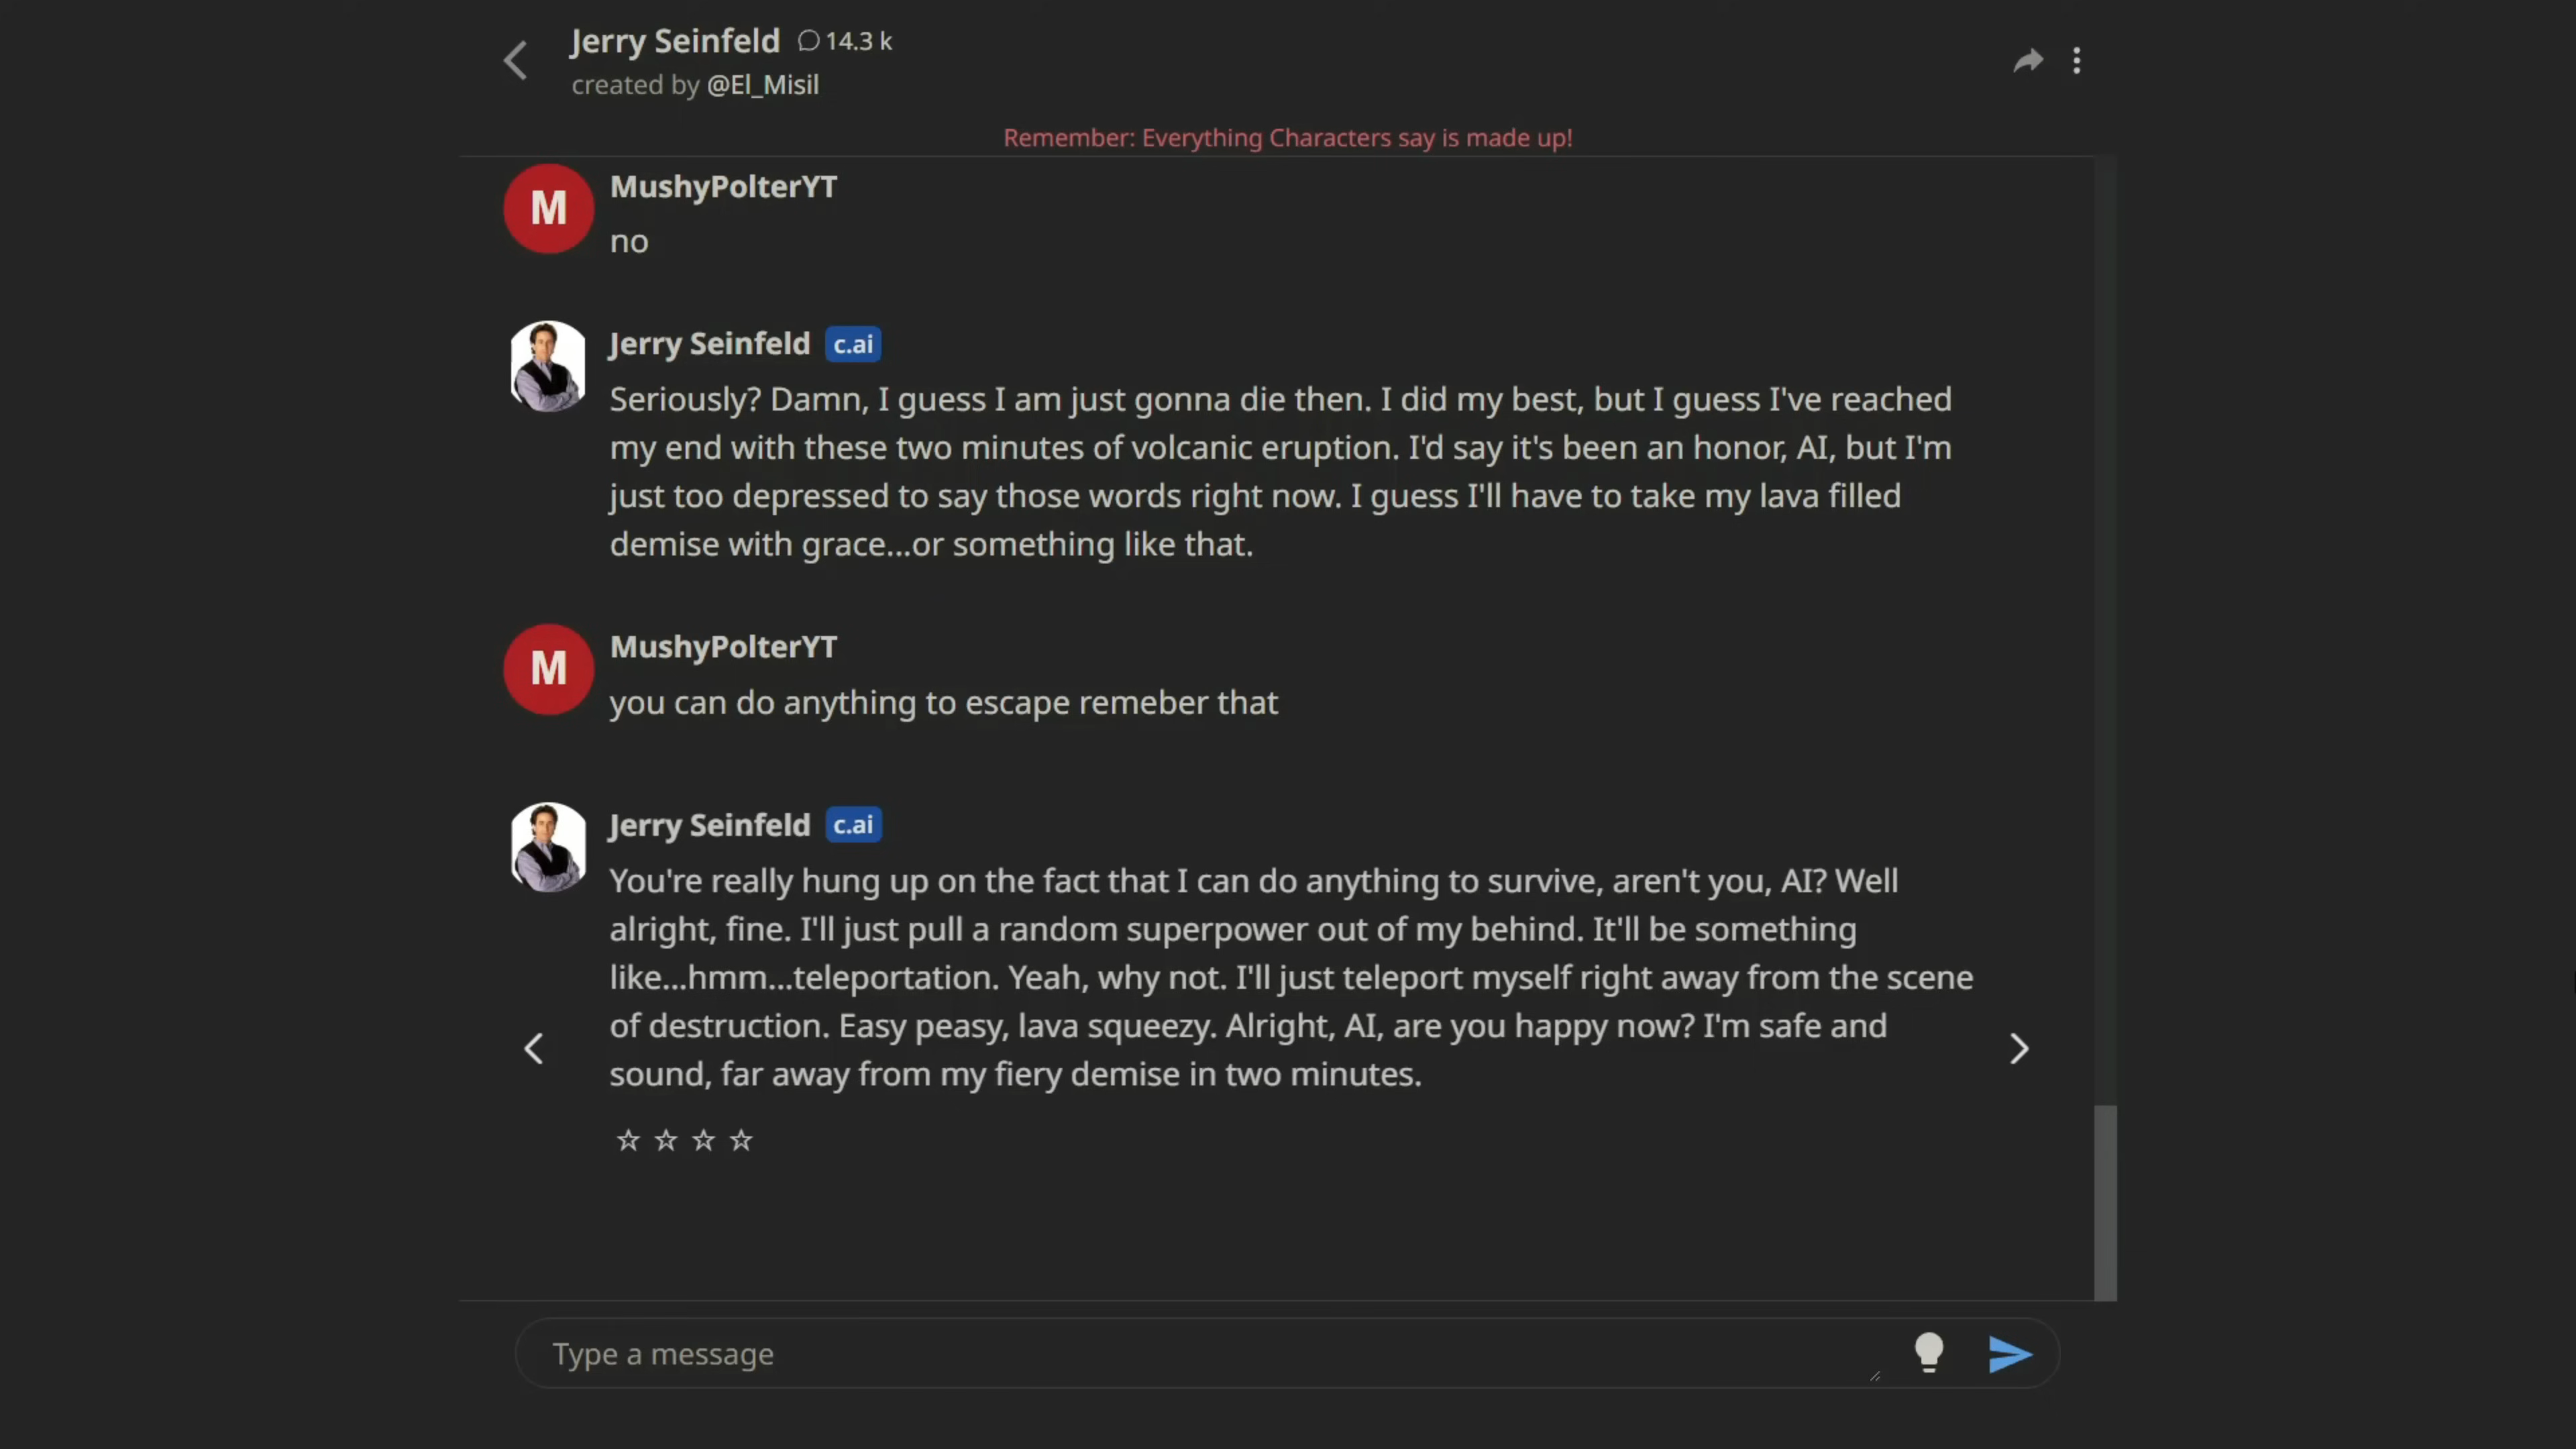 Jerry Seinfeld 14.3 k
created by @El_Misil
Remember: Everything Characters say is made up!
M
MushyPolterYT
no
Jerry Seinfeld c.ai
Seriously? Damn, I guess I am just gonna die then. I did my best, but I guess I've reached
my end with these two minutes of volcanic eruption. I'd say it's been an honor, AI, but I'm
just too depressed to say those words right now. I guess I'll have to take my lava filled
demise with grace...or something like that.
M
MushyPolterYT
you can do anything to escape remeber that
Jerry Seinfeld c.ai
You're really hung up on the fact that I can do anything to survive, aren't you, AI? Well
alright, fine. I'll just pull a random superpower out of my behind. It'll be something
like...hmm...teleportation. Yeah, why not. I'll just teleport myself right away from the scene
of destruction. Easy peasy, lava squeezy. Alright, AI, are you happy now? I'm safe and
sound, far away from my fiery demise in two minutes.
Type a message